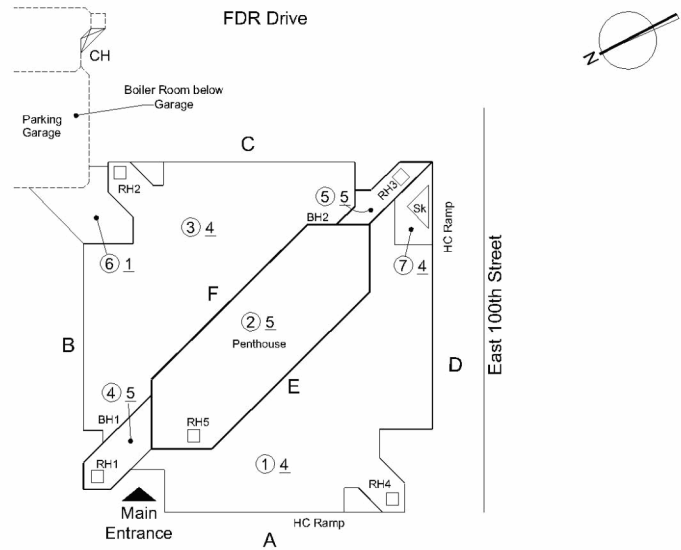 FDR Drive
N
CH
Boiler Room below
Garage
Parking
Garage
C
RH2
RH3
5 5
BH2
Sk
HC Ramp
3 4
6 1
7 4
East 100th Street
F
2 5
Penthouse
B
D
E
4 5
BH1
RH5
RH1
1 4
RH4
Main
Entrance
HC Ramp
A